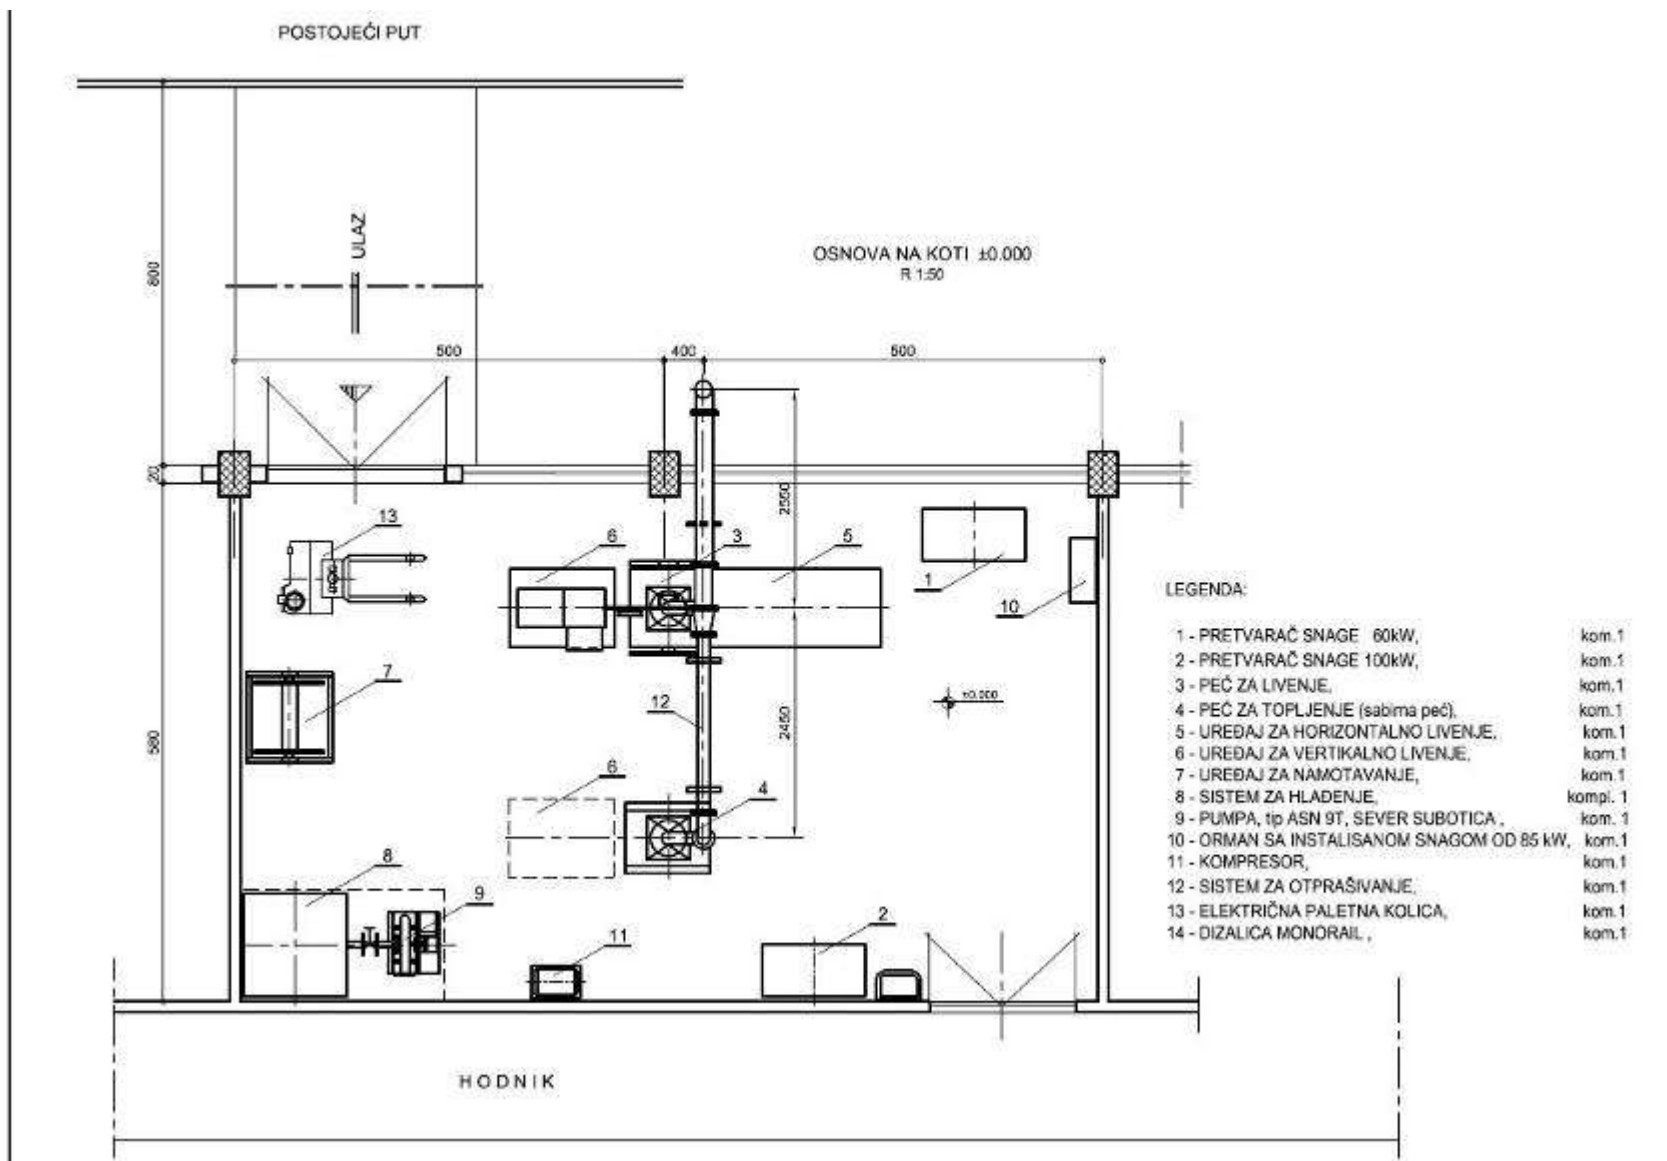 POSTOJEĆI PUT
ULAZ
800
OSNOVA NA KOTI ±0.000
R 1:50
500
400
500
20
2550
13
6
3
5
1
10
7
12
±0.000
2450
580
6
4
8
9
2
11
HODNIK
LEGENDA:
1 - PRETVARAČ SNAGE 60kW, kom.1
2 - PRETVARAČ SNAGE 100kW, kom.1
3 - PEĆ ZA LIVENJE, kom.1
4 - PEĆ ZA TOPLJENJE (sabirna peć), kom.1
5 - UREĐAJ ZA HORIZONTALNO LIVENJE, kom.1
6 - UREĐAJ ZA VERTIKALNO LIVENJE, kom.1
7 - UREĐAJ ZA NAMOTAVANJE, kom.1
8 - SISTEM ZA HLAĐENJE, kompl. 1
9 - PUMPA, tip ASN 9T, SEVER SUBOTICA , kom. 1
10 - ORMAN SA INSTALISANOM SNAGOM OD 85 kW, kom.1
11 - KOMPRESOR, kom.1
12 - SISTEM ZA OTPRAŠIVANJE, kom.1
13 - ELEKTRIČNA PALETNA KOLICA, kom.1
14 - DIZALICA MONORAIL , kom.1